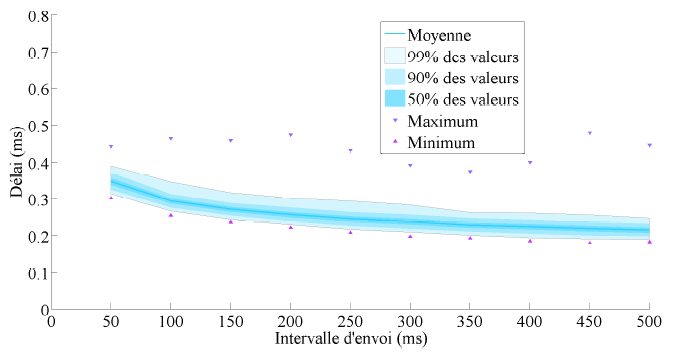 0.8
0.7
0.6
0.5
0.4
0.3
0.2
0.1
0
Délai (ms)
Moyenne
99% des valeurs
90% des valeurs
50% des valeurs
Maximum
Minimum
0 50 100 150 200 250 300 350 400 450 500
Intervalle d'envoi (ms)